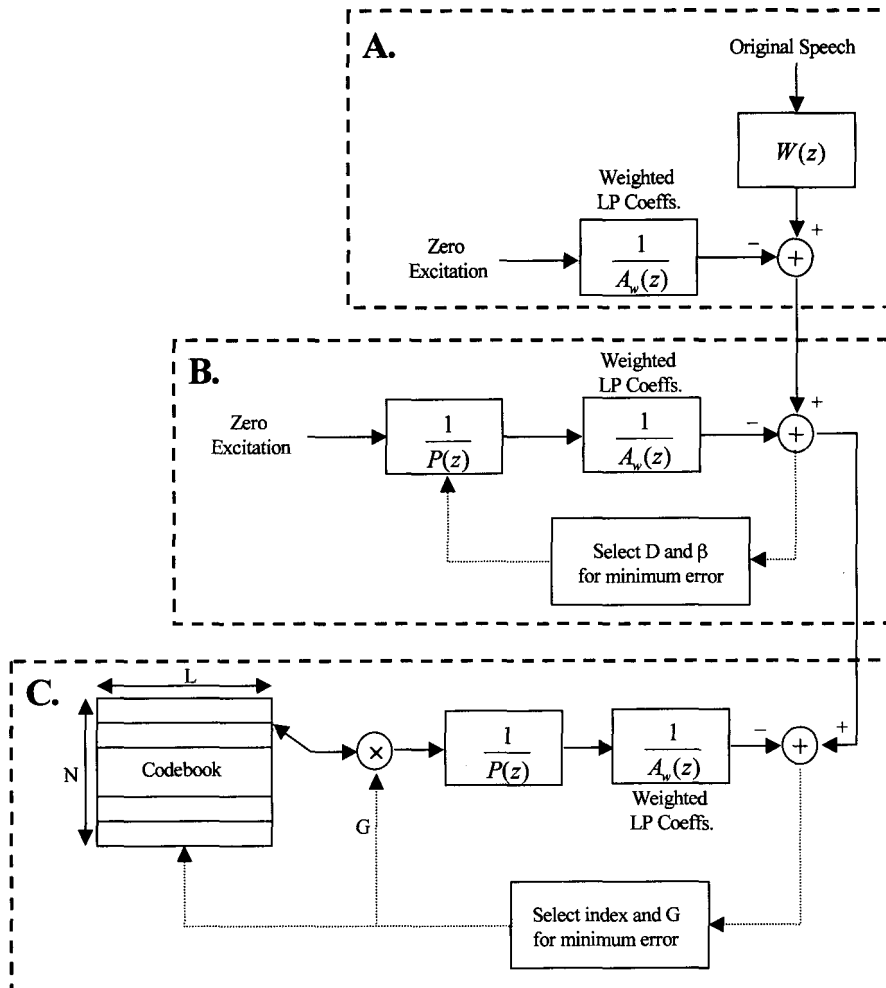 A.
Original Speech
W(z)
Weighted
LP Coeffs.
+
Zero
Excitation
1
A_w(z)
−
+
B.
Weighted
LP Coeffs.
+
Zero
Excitation
1
P(z)
1
A_w(z)
−
+
Select D and β
for minimum error
C.
L
N
Codebook
×
G
1
P(z)
1
A_w(z)
−
+
+
Weighted
LP Coeffs.
Select index and G
for minimum error